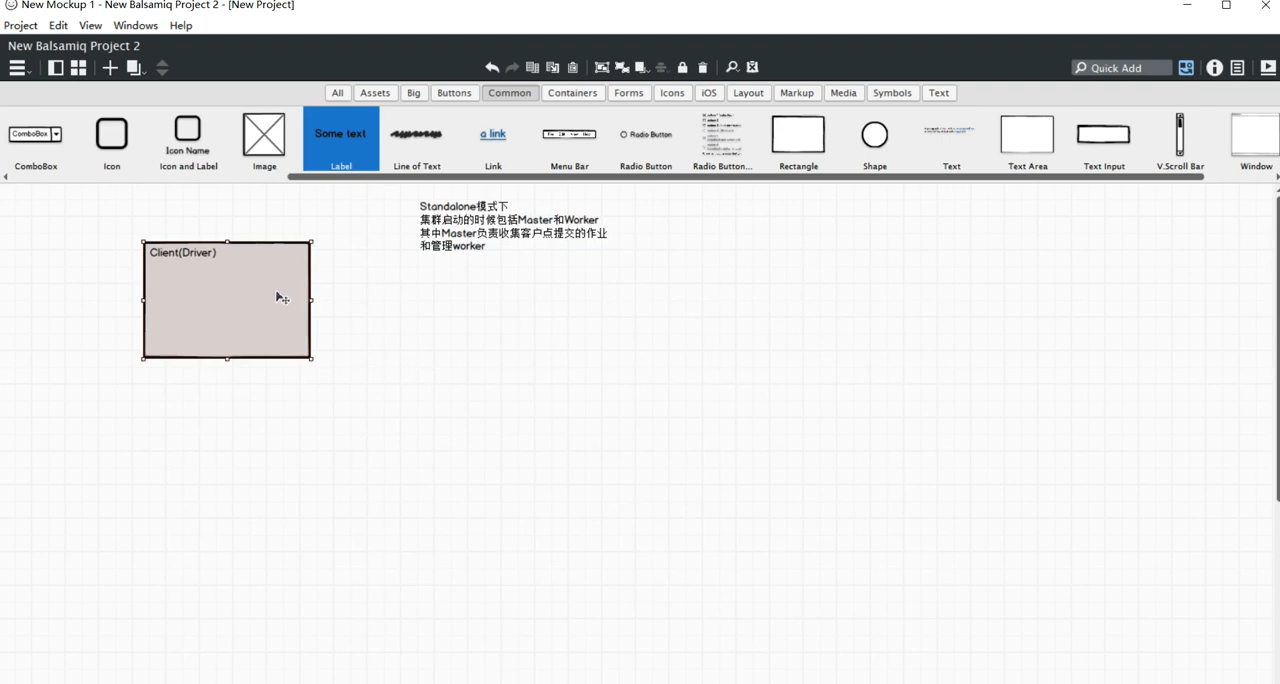 New Mockup 1 - New Balsamiq Project 2 - [New Project]
Project Edit View Windows Help
New Balsamiq Project 2
Quick Add
All Assets Big Buttons Common Containers Forms Icons iOS Layout Markup Media Symbols Text
ComboBox Icon Name Some text a link Radio Button
ComboBox Icon Icon and Label Image Label Line of Text Link Menu Bar Radio Button Radio Button... Rectangle Shape Text Text Area Text Input V.Scroll Bar Window
Standalone模式下
集群启动的时候包括Master和Worker
其中Master负责收集客户点提交的作业
和管理worker
Client(Driver)